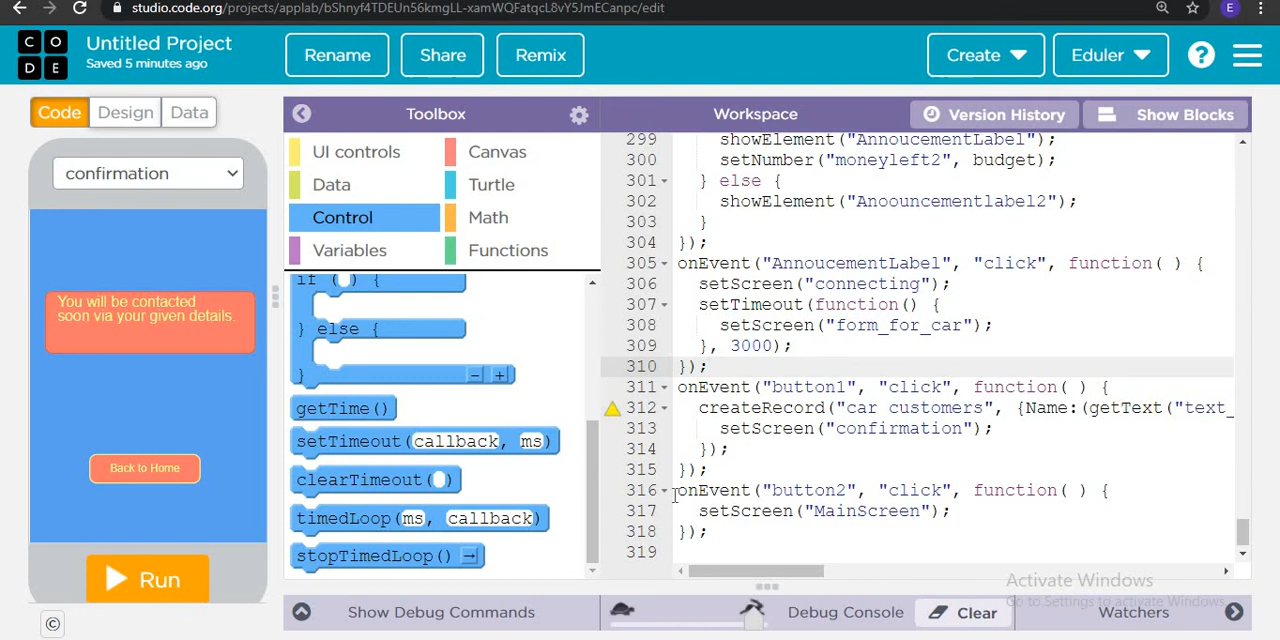 studio.code.org/projects/applab/bShnyf4TDEUn56kmgLL-xamWQFatqcL8vY5JmECanpc/edit
E
C O D E
Untitled Project
Saved 5 minutes ago
Rename
Share
Remix
Create
Eduler
?
Code
Design
Data
Toolbox
Workspace
Version History
Show Blocks
confirmation
You will be contacted
soon via your given details.
Back to Home
Run
©
UI controls
Canvas
Data
Turtle
Control
Math
Variables
Functions
if ( ) {
} else {
}
- +
getTime()
setTimeout(callback, ms)
clearTimeout( )
timedLoop(ms, callback)
stopTimedLoop() →
299 showElement("AnnoucementLabel");
300 setNumber("moneyleft2", budget);
301 } else {
302 showElement("Anoouncementlabel2");
303 }
304 });
305 onEvent("AnnoucementLabel", "click", function( ) {
306 setScreen("connecting");
307 setTimeout(function() {
308 setScreen("form_for_car");
309 }, 3000);
310 });
311 onEvent("button1", "click", function( ) {
312 createRecord("car customers", {Name:(getText("text_
313 setScreen("confirmation");
314 });
315 });
316 onEvent("button2", "click", function( ) {
317 setScreen("MainScreen");
318 });
319
Activate Windows
Go to Settings to activate Windows.
Show Debug Commands
Debug Console
Clear
Watchers